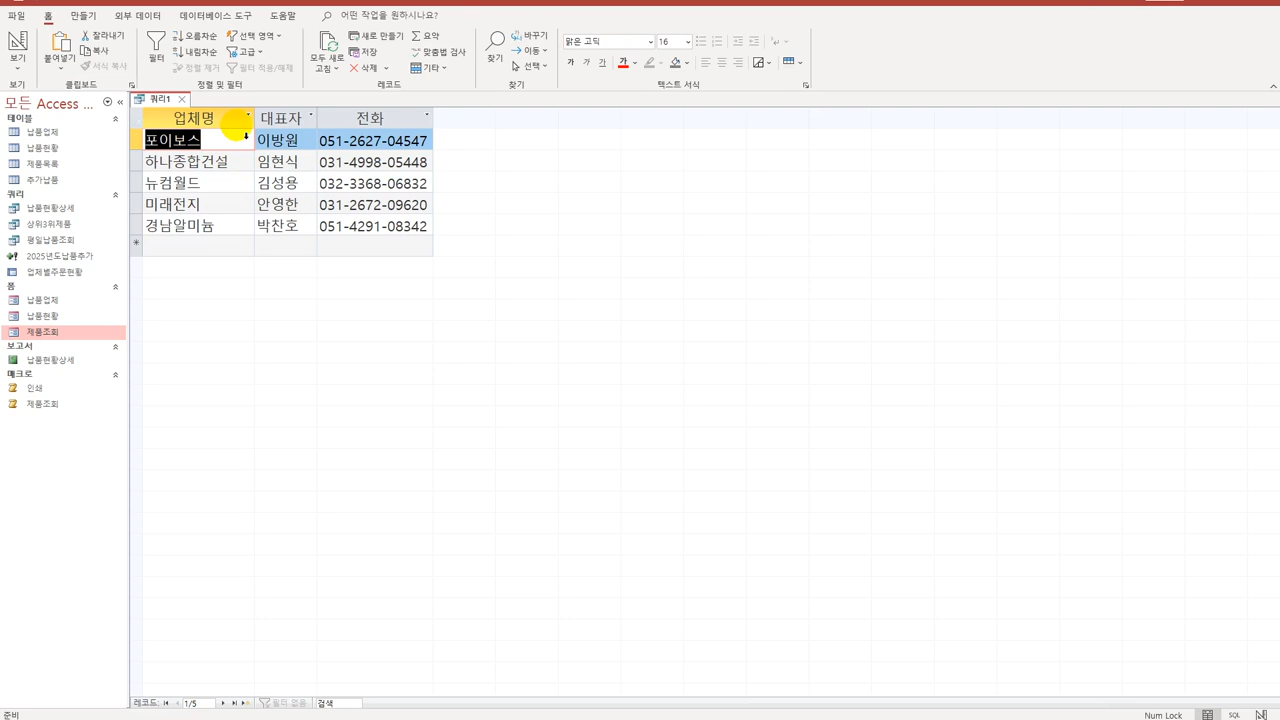 파일 홈 만들기 외부 데이터 데이터베이스 도구 도움말 어떤 작업을 원하시나요?
보기 붙여넣기 잘라내기 복사 서식 복사 필터 오름차순 내림차순 정렬 제거 선택 영역 고급 필터 적용/해제 모두 새로 고침 새로 만들기 저장 삭제 요약 맞춤법 검사 기타 찾기 바꾸기 이동 선택 맑은 고딕 16 가 가 가 가
보기 클립보드 정렬 및 필터 레코드 찾기 텍스트 서식
모든 Access ...
테이블
납품업체
납품현황
제품목록
추가납품
쿼리
납품현황상세
상위3위제품
평일납품조회
2025년도납품추가
업체별주문현황
폼
납품업체
납품현황
제품조회
보고서
납품현황상세
매크로
인쇄
제품조회
쿼리1
업체명 대표자 전화
포이보스 이방원 051-2627-04547
하나종합건설 임현식 031-4998-05448
뉴컴월드 김성용 032-3368-06832
미래전지 안영한 031-2672-09620
경남알미늄 박찬호 051-4291-08342
레코드: 1/5 필터 없음 검색
준비 Num Lock SQL